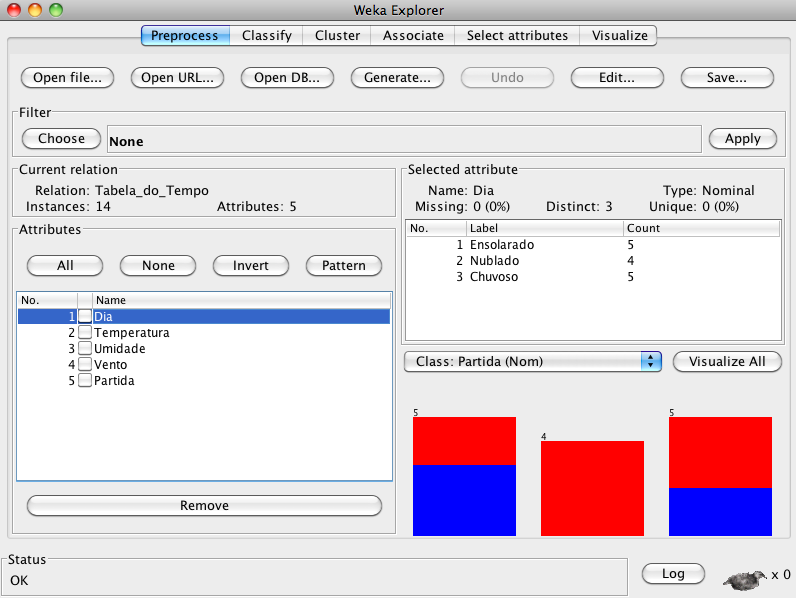 Weka Explorer
Preprocess Classify Cluster Associate Select attributes Visualize
Open file... Open URL... Open DB... Generate... Undo Edit... Save...
Filter
Choose None Apply
Current relation
Relation: Tabela_do_Tempo
Instances: 14 Attributes: 5
Attributes
All None Invert Pattern
No. Name
1 Dia
2 Temperatura
3 Umidade
4 Vento
5 Partida
Remove
Selected attribute
Name: Dia Type: Nominal
Missing: 0 (0%) Distinct: 3 Unique: 0 (0%)
No. Label Count
1 Ensolarado 5
2 Nublado 4
3 Chuvoso 5
Class: Partida (Nom) Visualize All
5 4 5
Status
OK
Log x 0